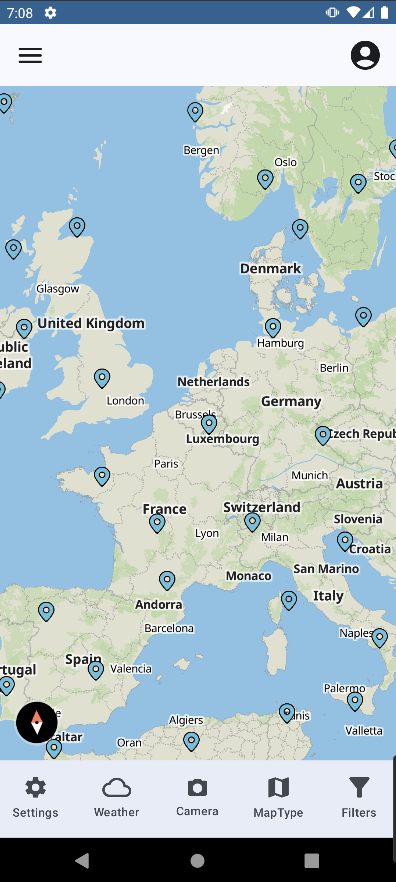 7:08
Bergen
Oslo
Stoc
Denmark
Glasgow
United Kingdom
Hamburg
ublic
eland
Berlin
Netherlands
London
Germany
Brussels
Luxembourg
Czech Repub
Paris
Munich
Austria
France
Switzerland
Slovenia
Lyon
Milan
Croatia
San Marino
Monaco
Andorra
Italy
Barcelona
Naples
Spain
rtugal
Valencia
Palermo
Algiers
nis
Valletta
altar
Oran
Settings
Weather
Camera
MapType
Filters